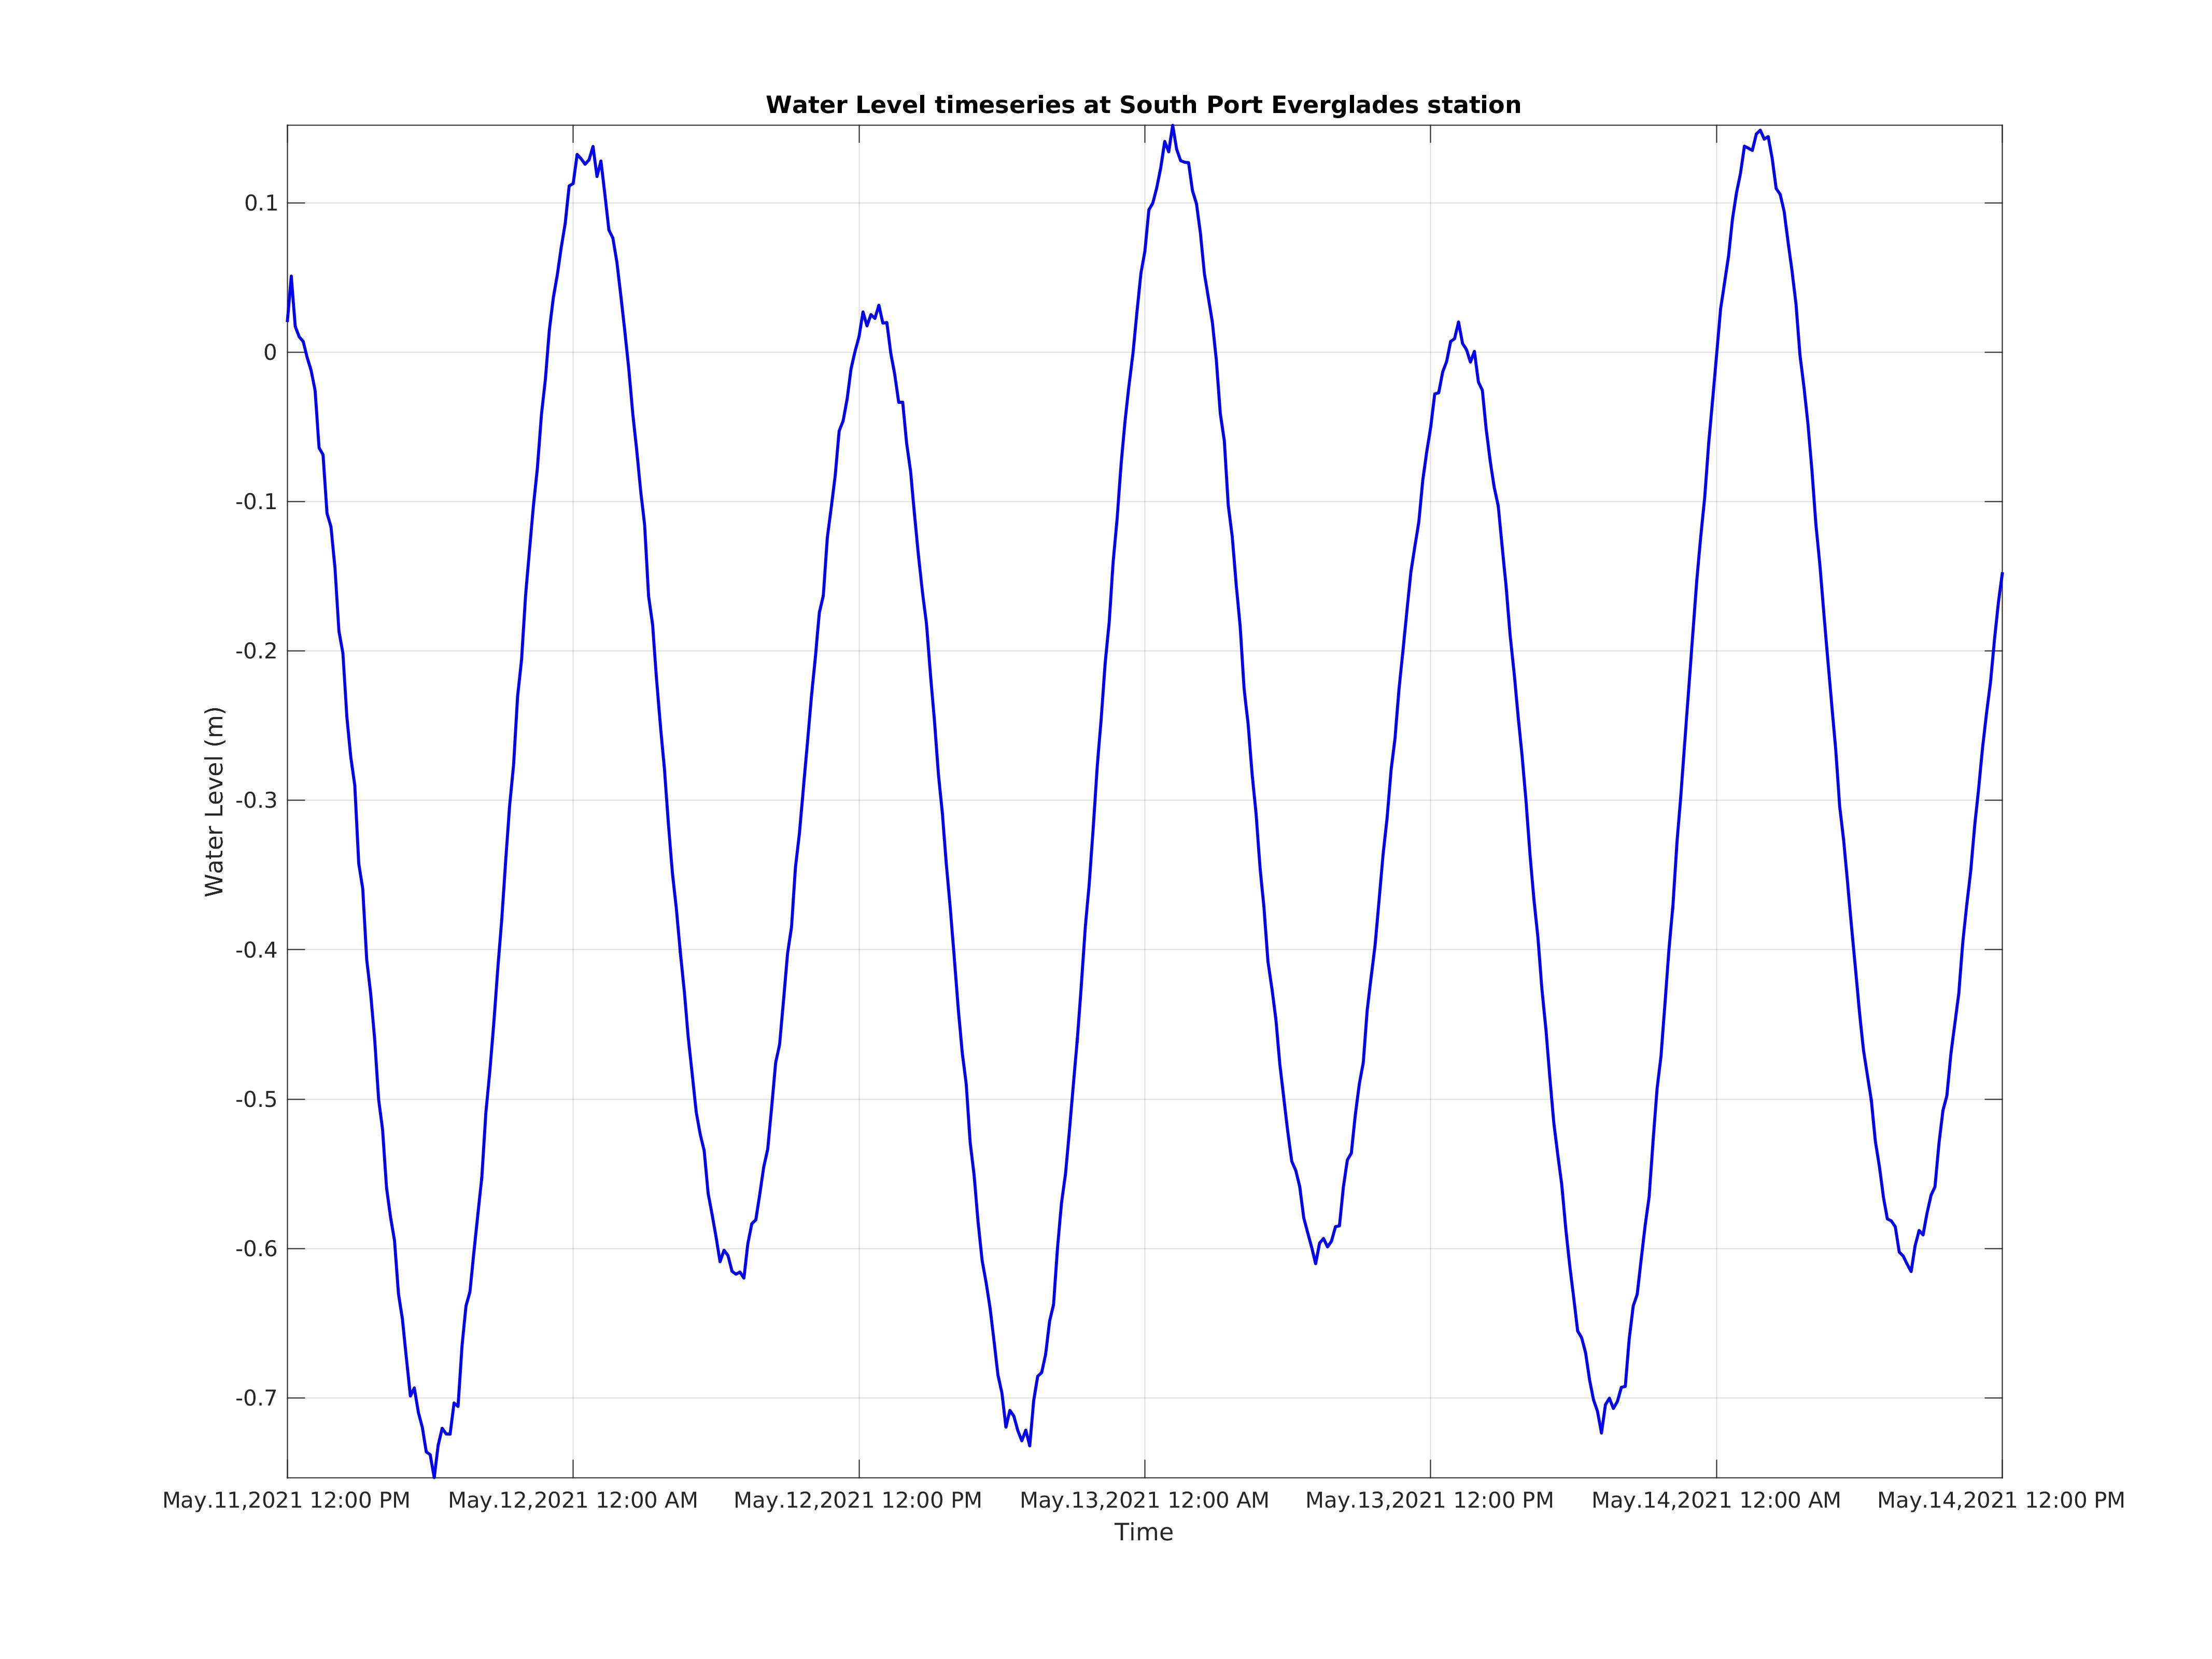 Water Level timeseries at South Port Everglades station
0.1
0
-0.1
-0.2
-0.3
-0.4
-0.5
-0.6
-0.7
Water Level (m)
May.11,2021 12:00 PM May.12,2021 12:00 AM May.12,2021 12:00 PM May.13,2021 12:00 AM May.13,2021 12:00 PM May.14,2021 12:00 AM May.14,2021 12:00 PM
Time